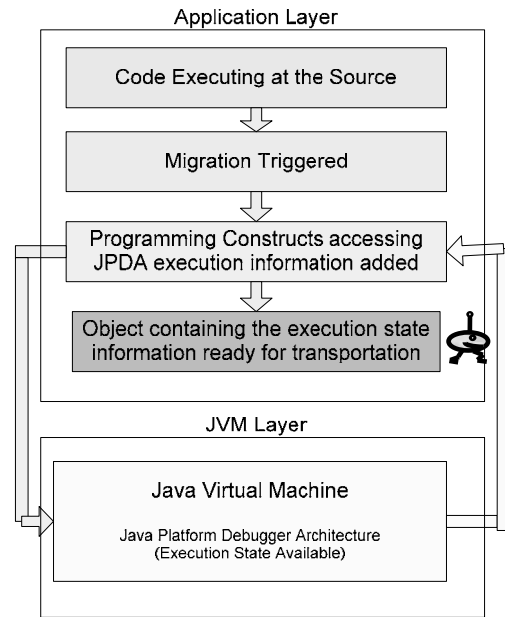 Application Layer
Code Executing at the Source
Migration Triggered
Programming Constructs accessing
JPDA execution information added
Object containing the execution state
information ready for transportation
JVM Layer
Java Virtual Machine
Java Platform Debugger Architecture
(Execution State Available)